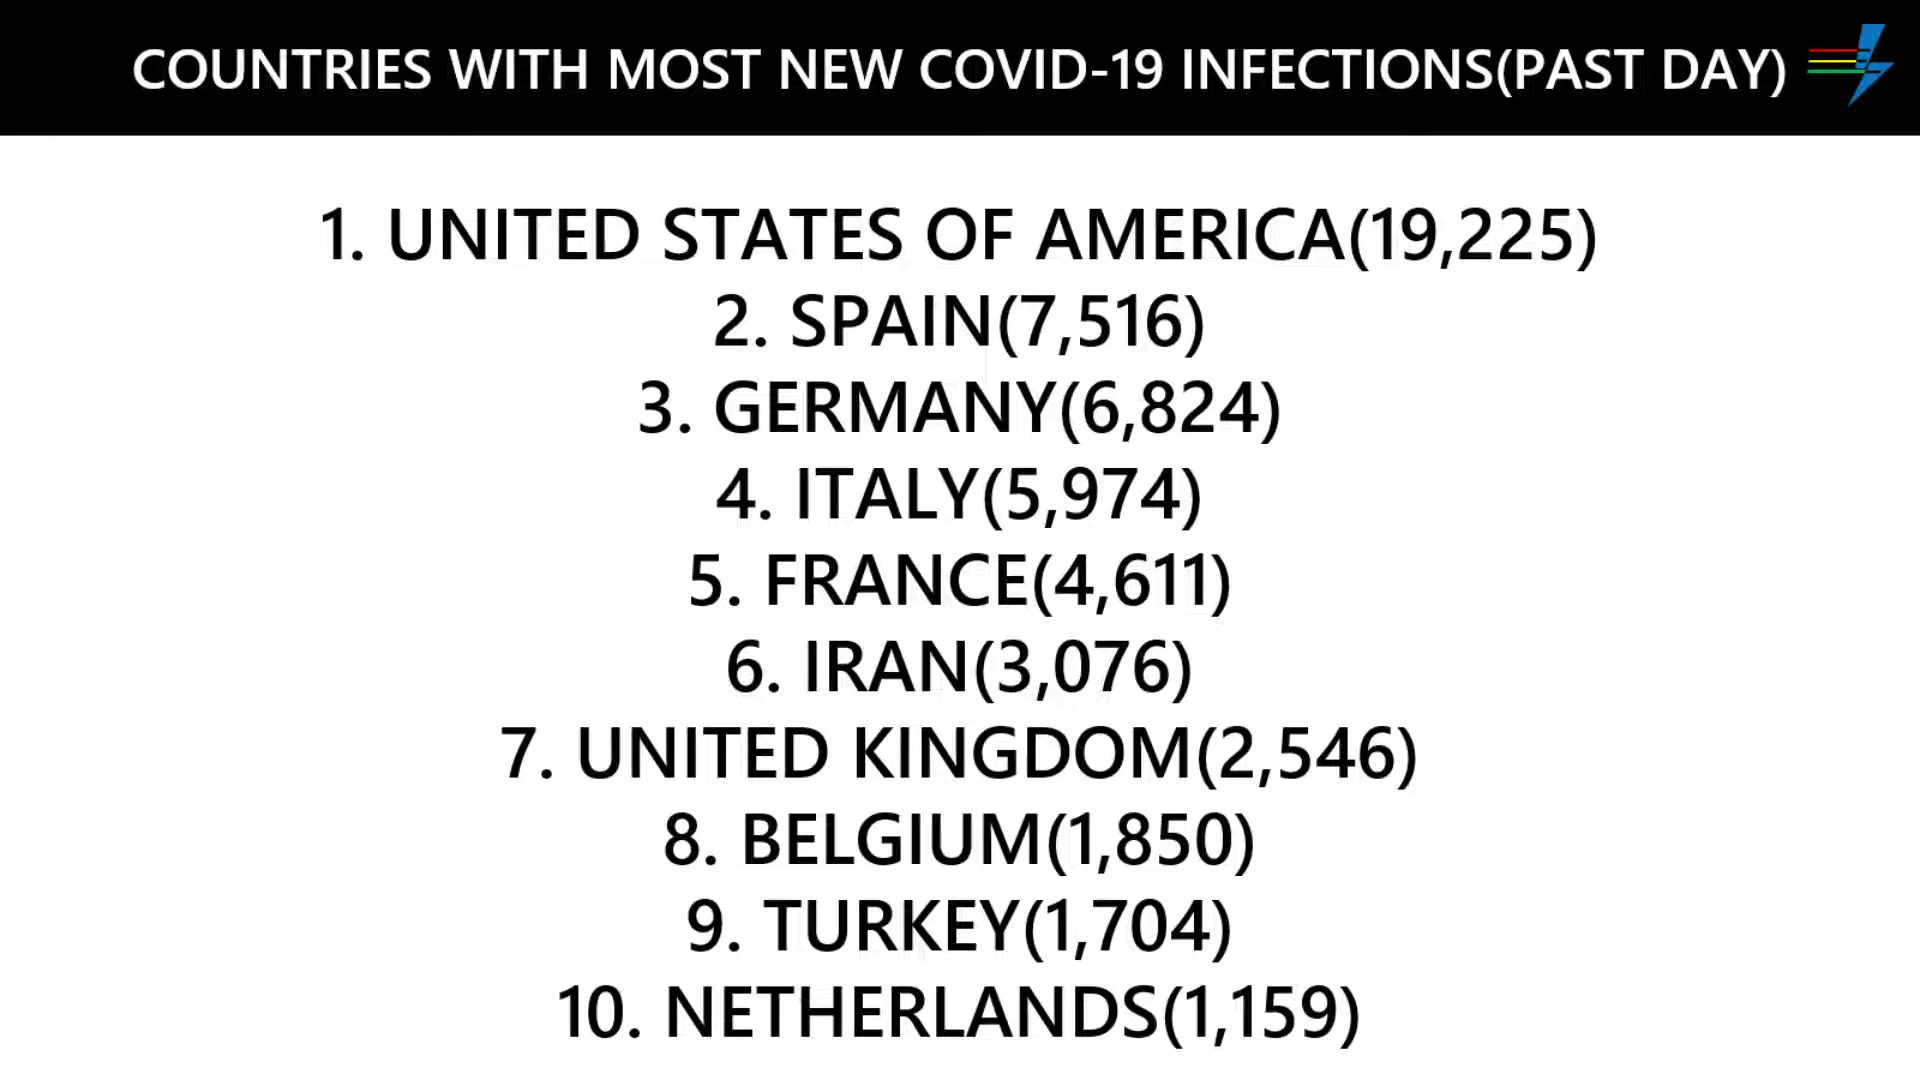 COUNTRIES WITH MOST NEW COVID-19 INFECTIONS(PAST DAY)
1. UNITED STATES OF AMERICA(19,225)
2. SPAIN(7,516)
3. GERMANY(6,824)
4. ITALY(5,974)
5. FRANCE(4,611)
6. IRAN(3,076)
7. UNITED KINGDOM(2,546)
8. BELGIUM(1,850)
9. TURKEY(1,704)
10. NETHERLANDS(1,159)